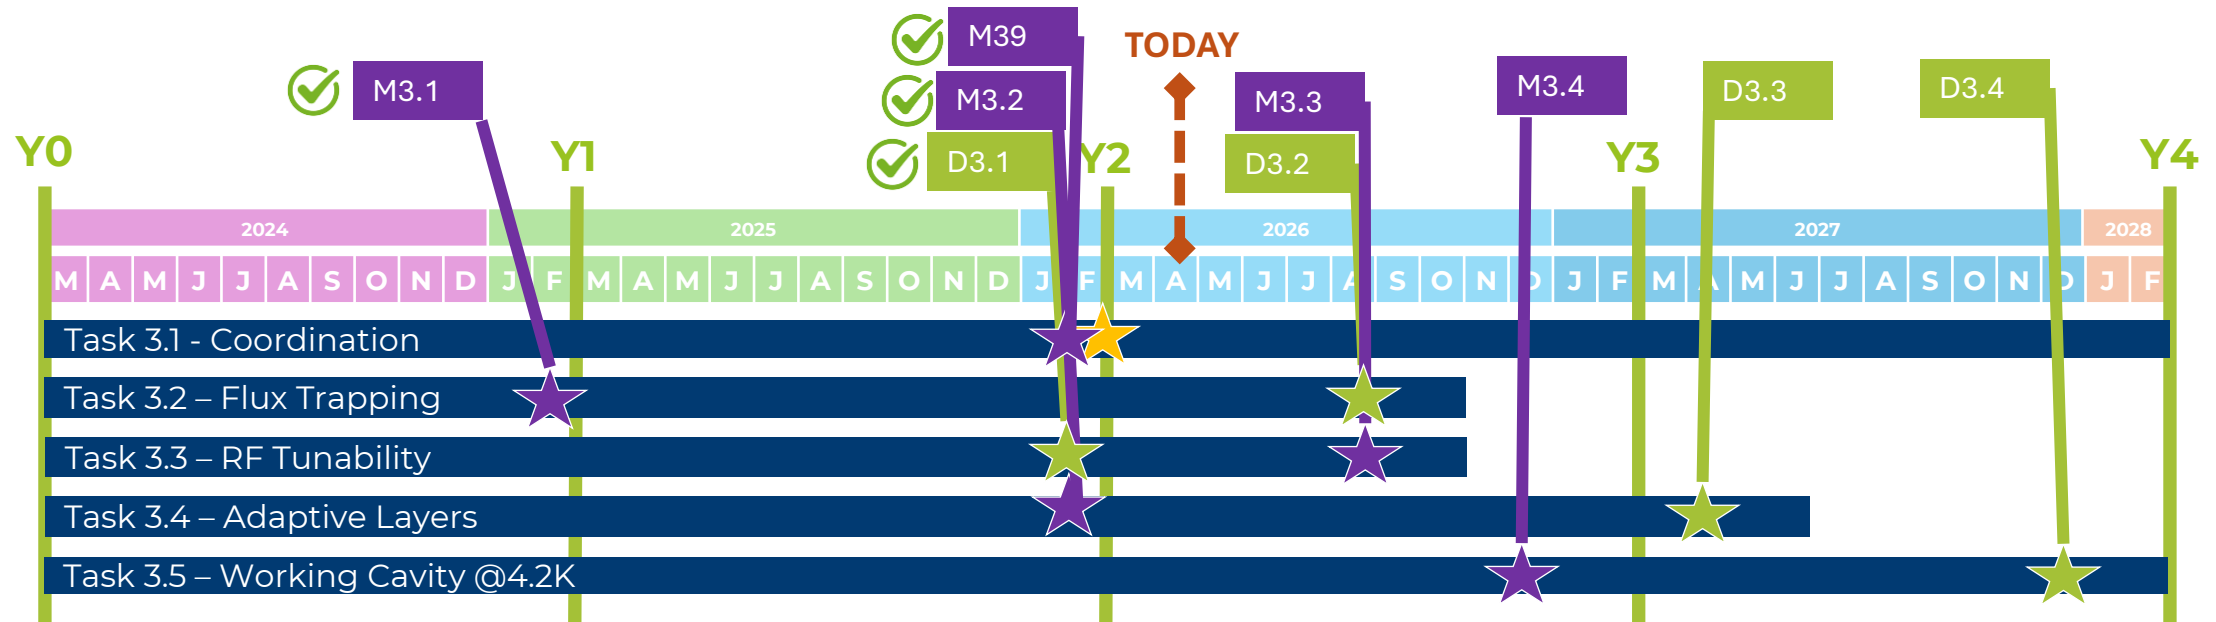 M39
TODAY
M3.1
M3.2
M3.3
M3.4
D3.3
D3.4
D3.1
D3.2
Y0
Y1
Y2
Y3
Y4
2024
2025
2026
2027
2028
M A M J J A S O N D J F M A M J J A S O N D J F M A M J J A S O N D J F M A M J J A S O N D J F
Task 3.1 - Coordination
Task 3.2 – Flux Trapping
Task 3.3 – RF Tunability
Task 3.4 – Adaptive Layers
Task 3.5 – Working Cavity @4.2K